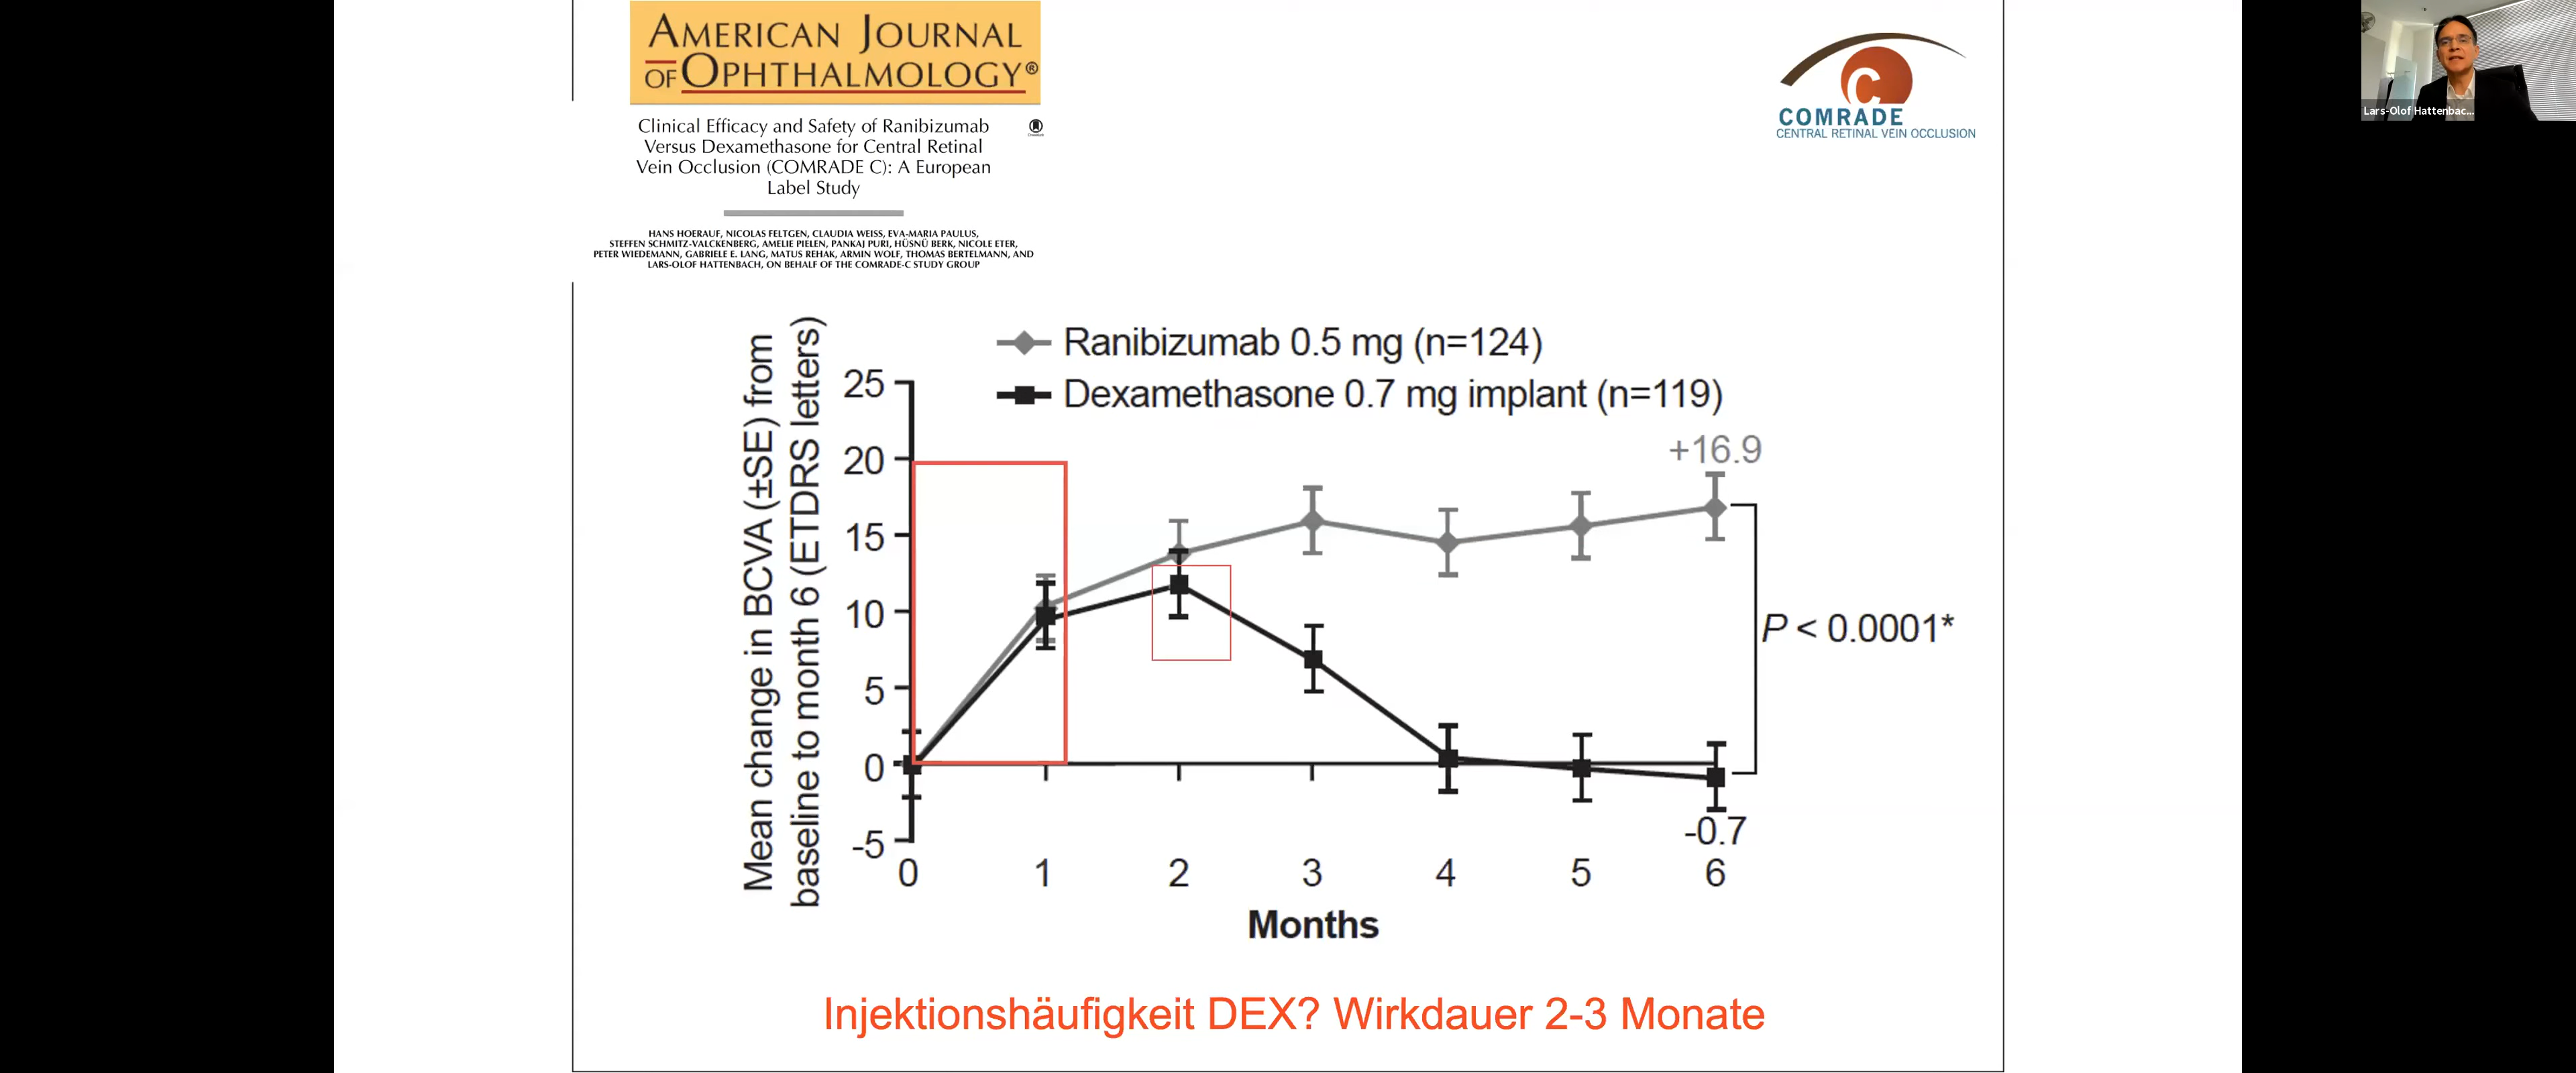 AMERICAN JOURNAL
OF OPHTHALMOLOGY®
Clinical Efficacy and Safety of Ranibizumab
Versus Dexamethasone for Central Retinal
Vein Occlusion (COMRADE C): A European
Label Study
HANS HOERAUF, NICOLAS FELTGEN, CLAUDIA WEISS, EVA-MARIA PAULUS,
STEFFEN SCHMITZ-VALCKENBERG, AMELIE PIELEN, PANKAJ PURI, HÜSNÜ BERK, NICOLE ETER,
PETER WIEDEMANN, GABRIELE E. LANG, MATUS REHAK, ARMIN WOLF, THOMAS BERTELMANN, AND
LARS-OLOF HATTENBACH, ON BEHALF OF THE COMRADE-C STUDY GROUP
C
COMRADE
CENTRAL RETINAL VEIN OCCLUSION
Lars-Olof Hattenbac...
Ranibizumab 0.5 mg (n=124)
Dexamethasone 0.7 mg implant (n=119)
Mean change in BCVA (±SE) from
baseline to month 6 (ETDRS letters)
25
20
15
10
5
0
-5
+16.9
P < 0.0001*
-0.7
0 1 2 3 4 5 6
Months
Injektionshäufigkeit DEX? Wirkdauer 2-3 Monate